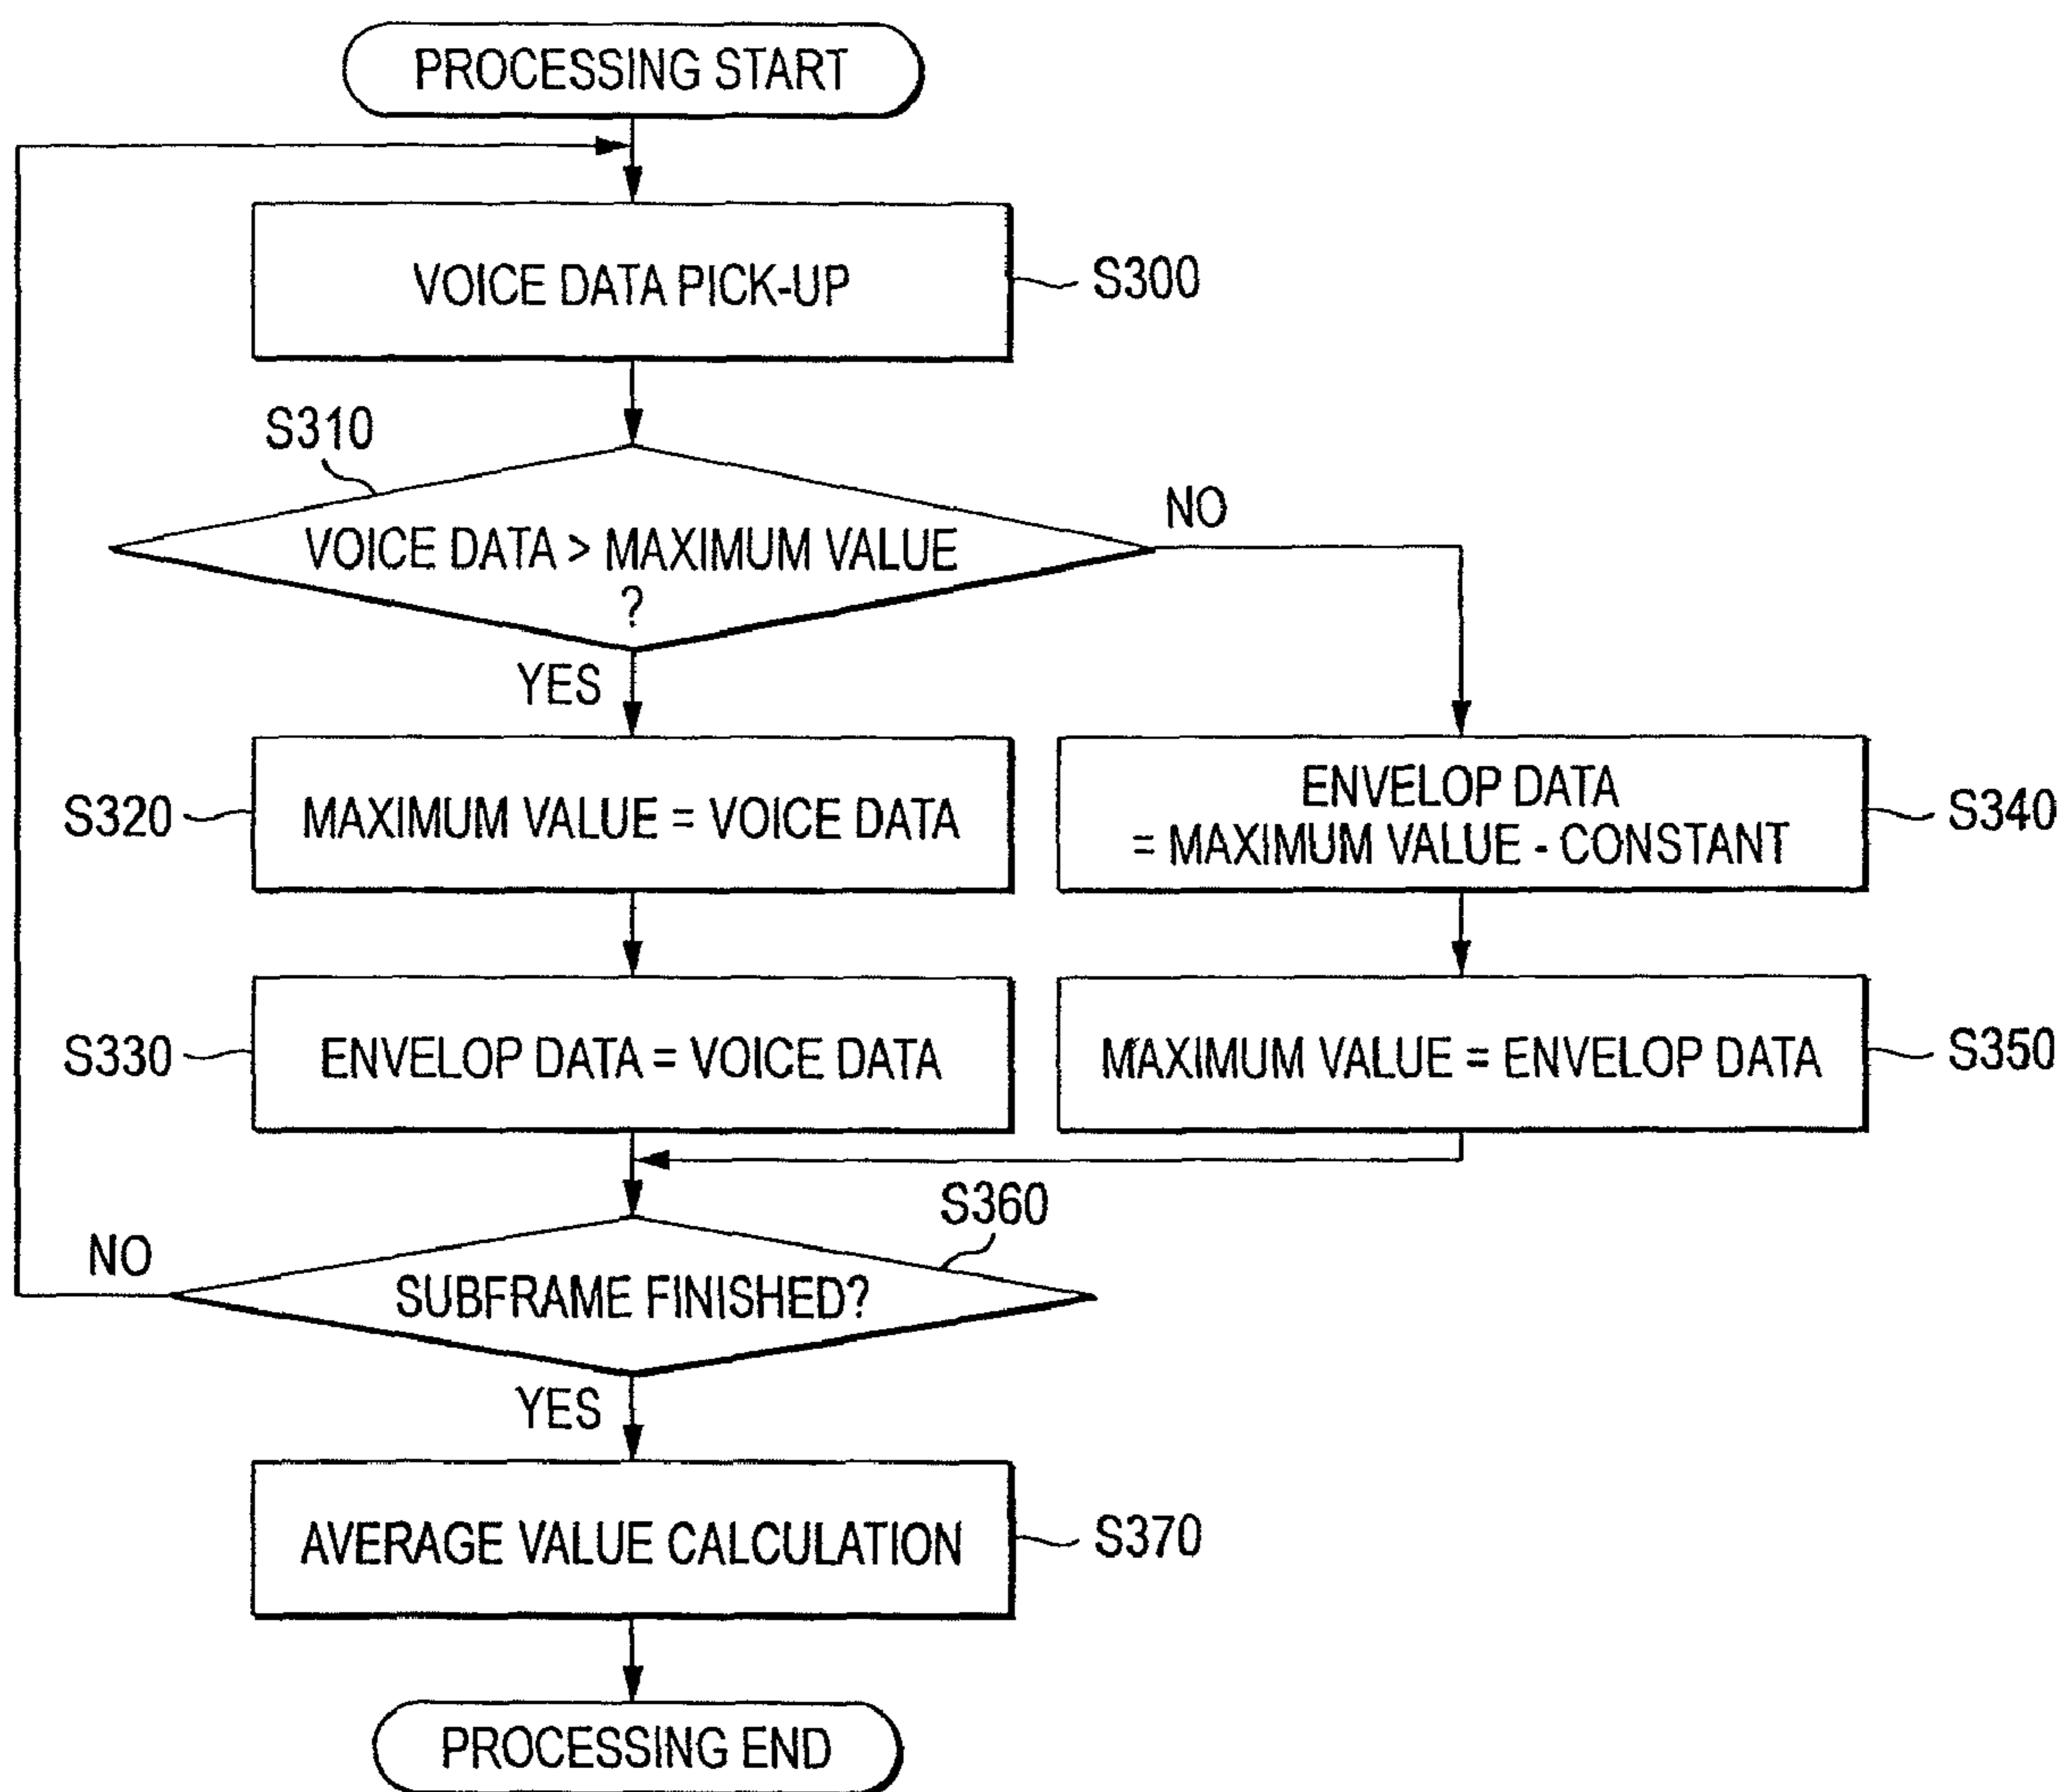 PROCESSING START
VOICE DATA PICK-UP
S300
S310
VOICE DATA > MAXIMUM VALUE
?
NO
YES
S320
MAXIMUM VALUE = VOICE DATA
ENVELOP DATA
= MAXIMUM VALUE - CONSTANT
S340
S330
ENVELOP DATA = VOICE DATA
MAXIMUM VALUE = ENVELOP DATA
S350
S360
NO
SUBFRAME FINISHED?
YES
AVERAGE VALUE CALCULATION
S370
PROCESSING END